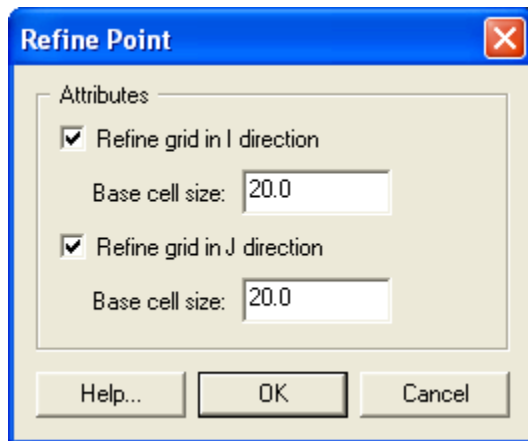 Refine Point
Attributes
Refine grid in I direction
Base cell size: 20.0
Refine grid in J direction
Base cell size: 20.0
Help... OK Cancel